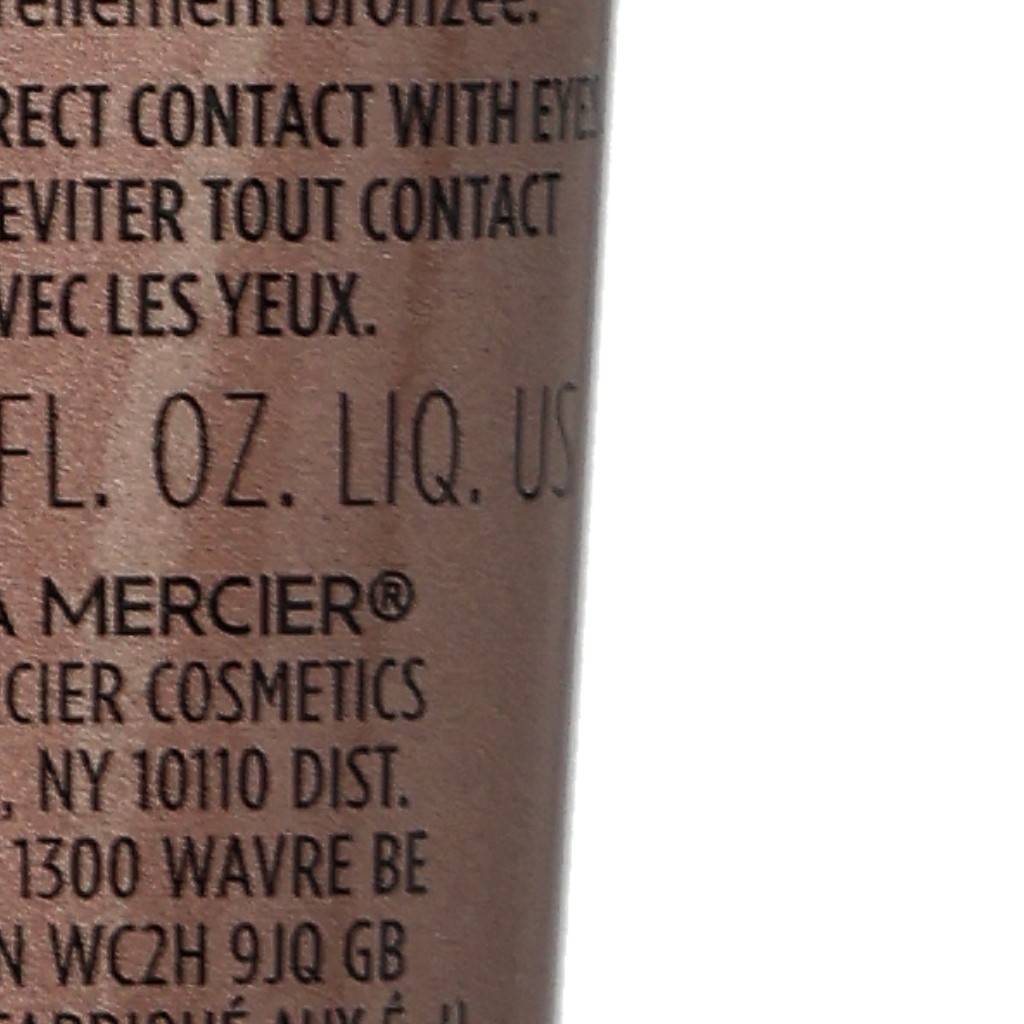 bronzée.
RECT CONTACT WITH EYES
EVITER TOUT CONTACT
VEC LES YEUX.
FL. OZ. LIQ. US
A MERCIER®
CIER COSMETICS
, NY 10110 DIST.
1300 WAVRE BE
N WC2H 9JQ GB